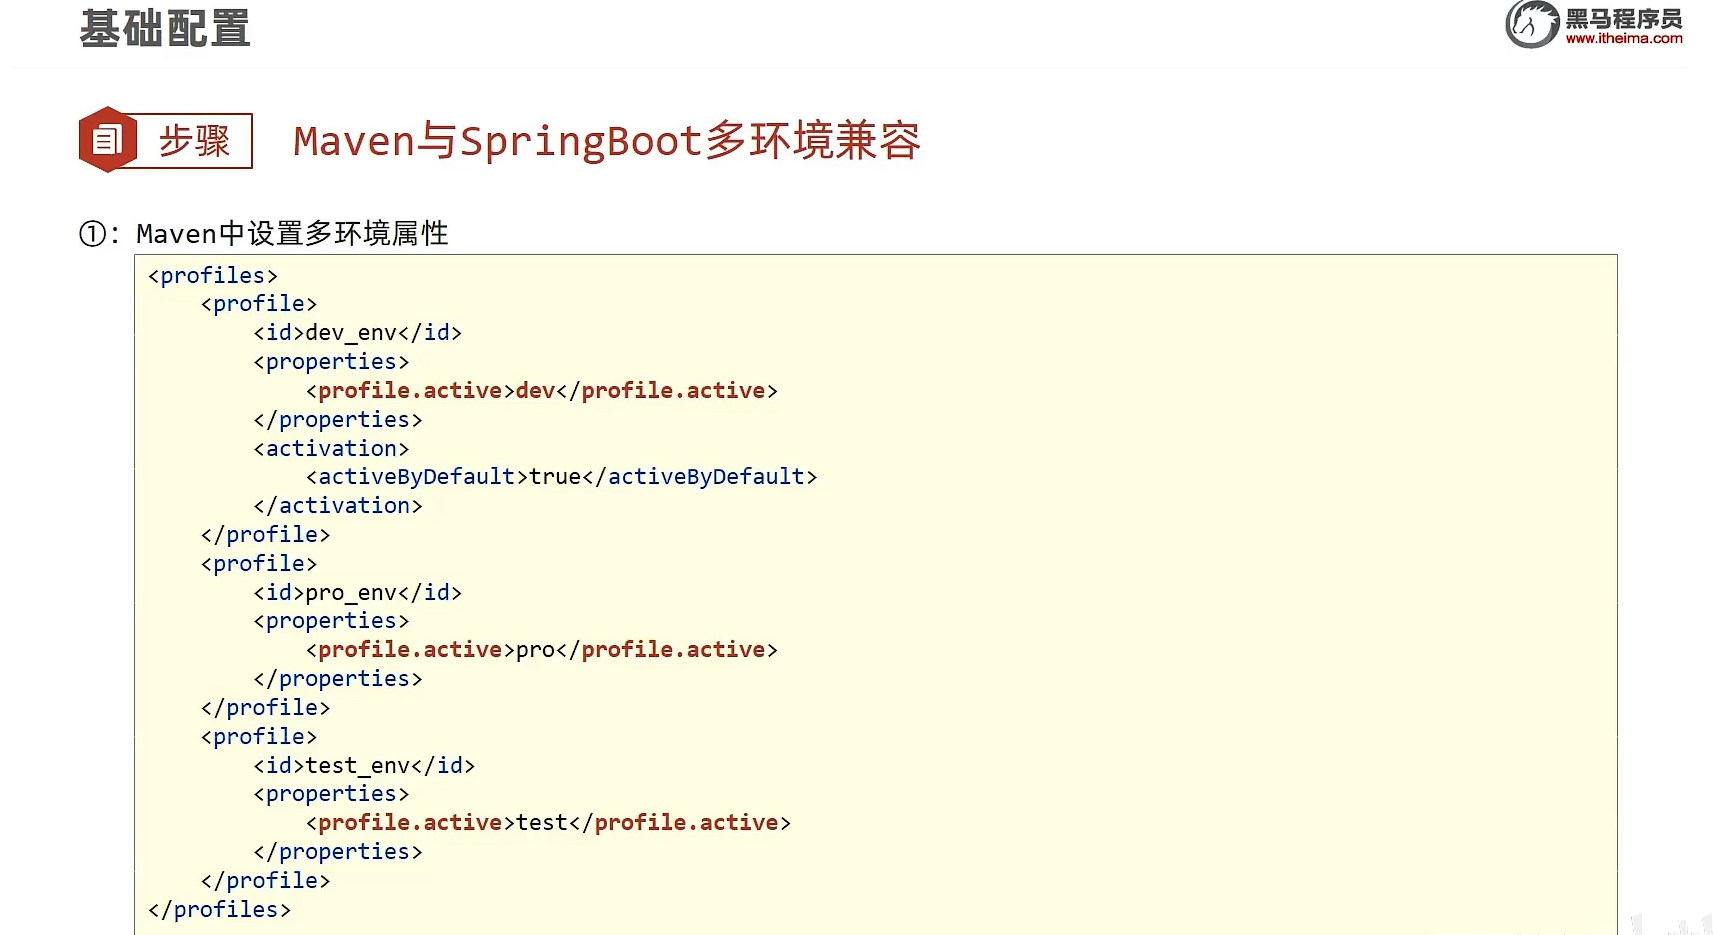 基础配置
黑马程序员
www.itheima.com
步骤
Maven与SpringBoot多环境兼容
①：Maven中设置多环境属性
<profiles>
    <profile>
        <id>dev_env</id>
        <properties>
            <profile.active>dev</profile.active>
        </properties>
        <activation>
            <activeByDefault>true</activeByDefault>
        </activation>
    </profile>
    <profile>
        <id>pro_env</id>
        <properties>
            <profile.active>pro</profile.active>
        </properties>
    </profile>
    <profile>
        <id>test_env</id>
        <properties>
            <profile.active>test</profile.active>
        </properties>
    </profile>
</profiles>